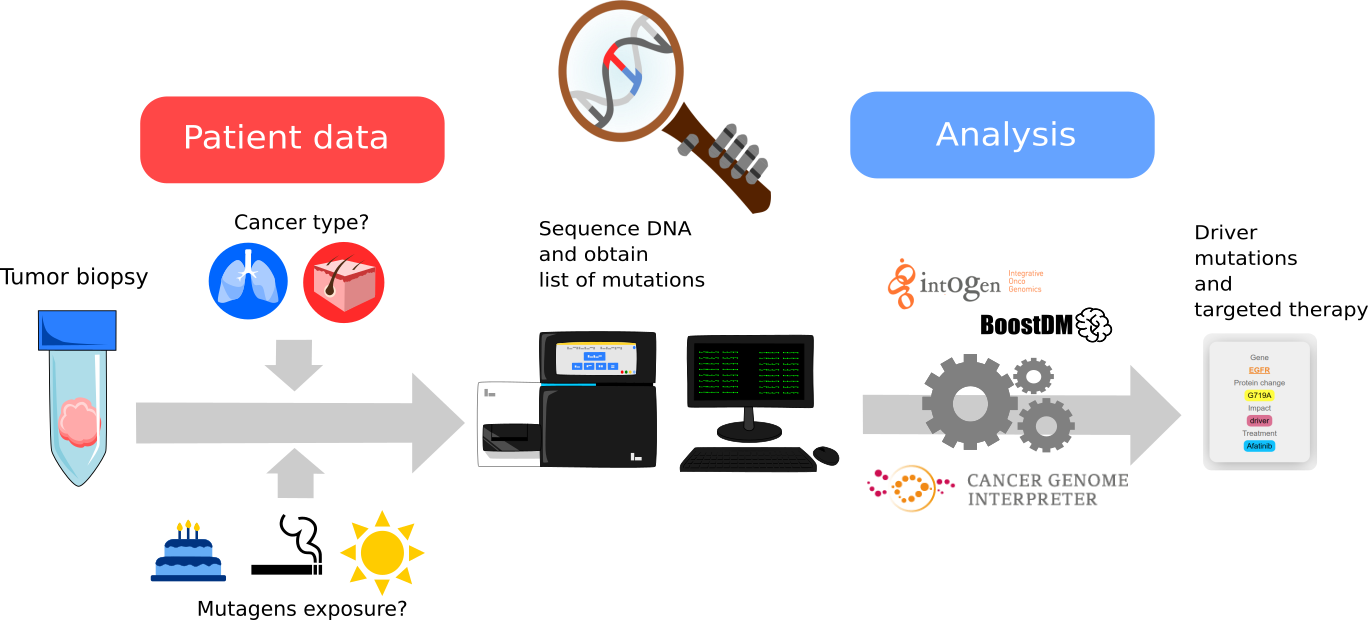 Patient data
Analysis
Cancer type?
Tumor biopsy
Mutagens exposure?
Sequence DNA
and obtain
list of mutations
intOgen
Integrative
Onco
Genomics
BoostDM
CANCER GENOME
INTERPRETER
Driver
mutations
and
targeted therapy
Gene
EGFR
Protein change
G719A
Impact
driver
Treatment
Afatinib